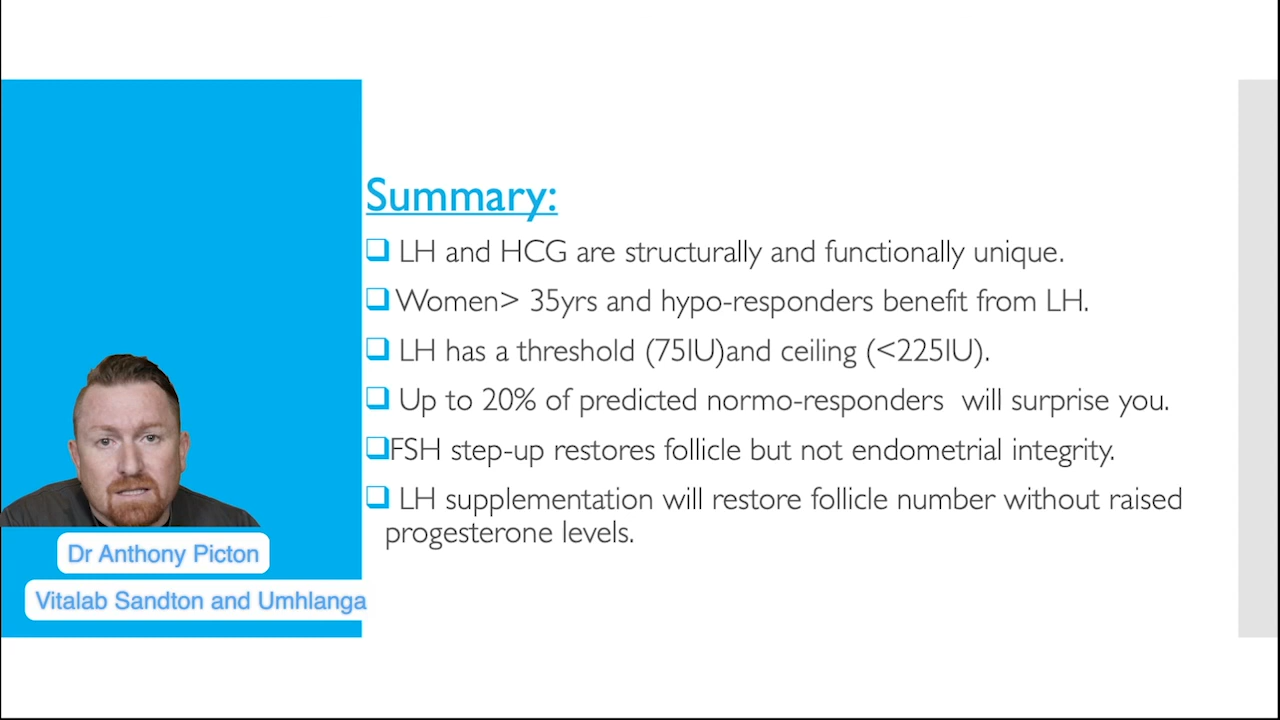 Summary:
❑ LH and HCG are structurally and functionally unique.
❑ Women> 35yrs and hypo-responders benefit from LH.
❑ LH has a threshold (75IU)and ceiling (<225IU).
❑ Up to 20% of predicted normo-responders  will surprise you.
❑FSH step-up restores follicle but not endometrial integrity.
❑ LH supplementation will restore follicle number without raised
progesterone levels.
Dr Anthony Picton
Vitalab Sandton and Umhlanga